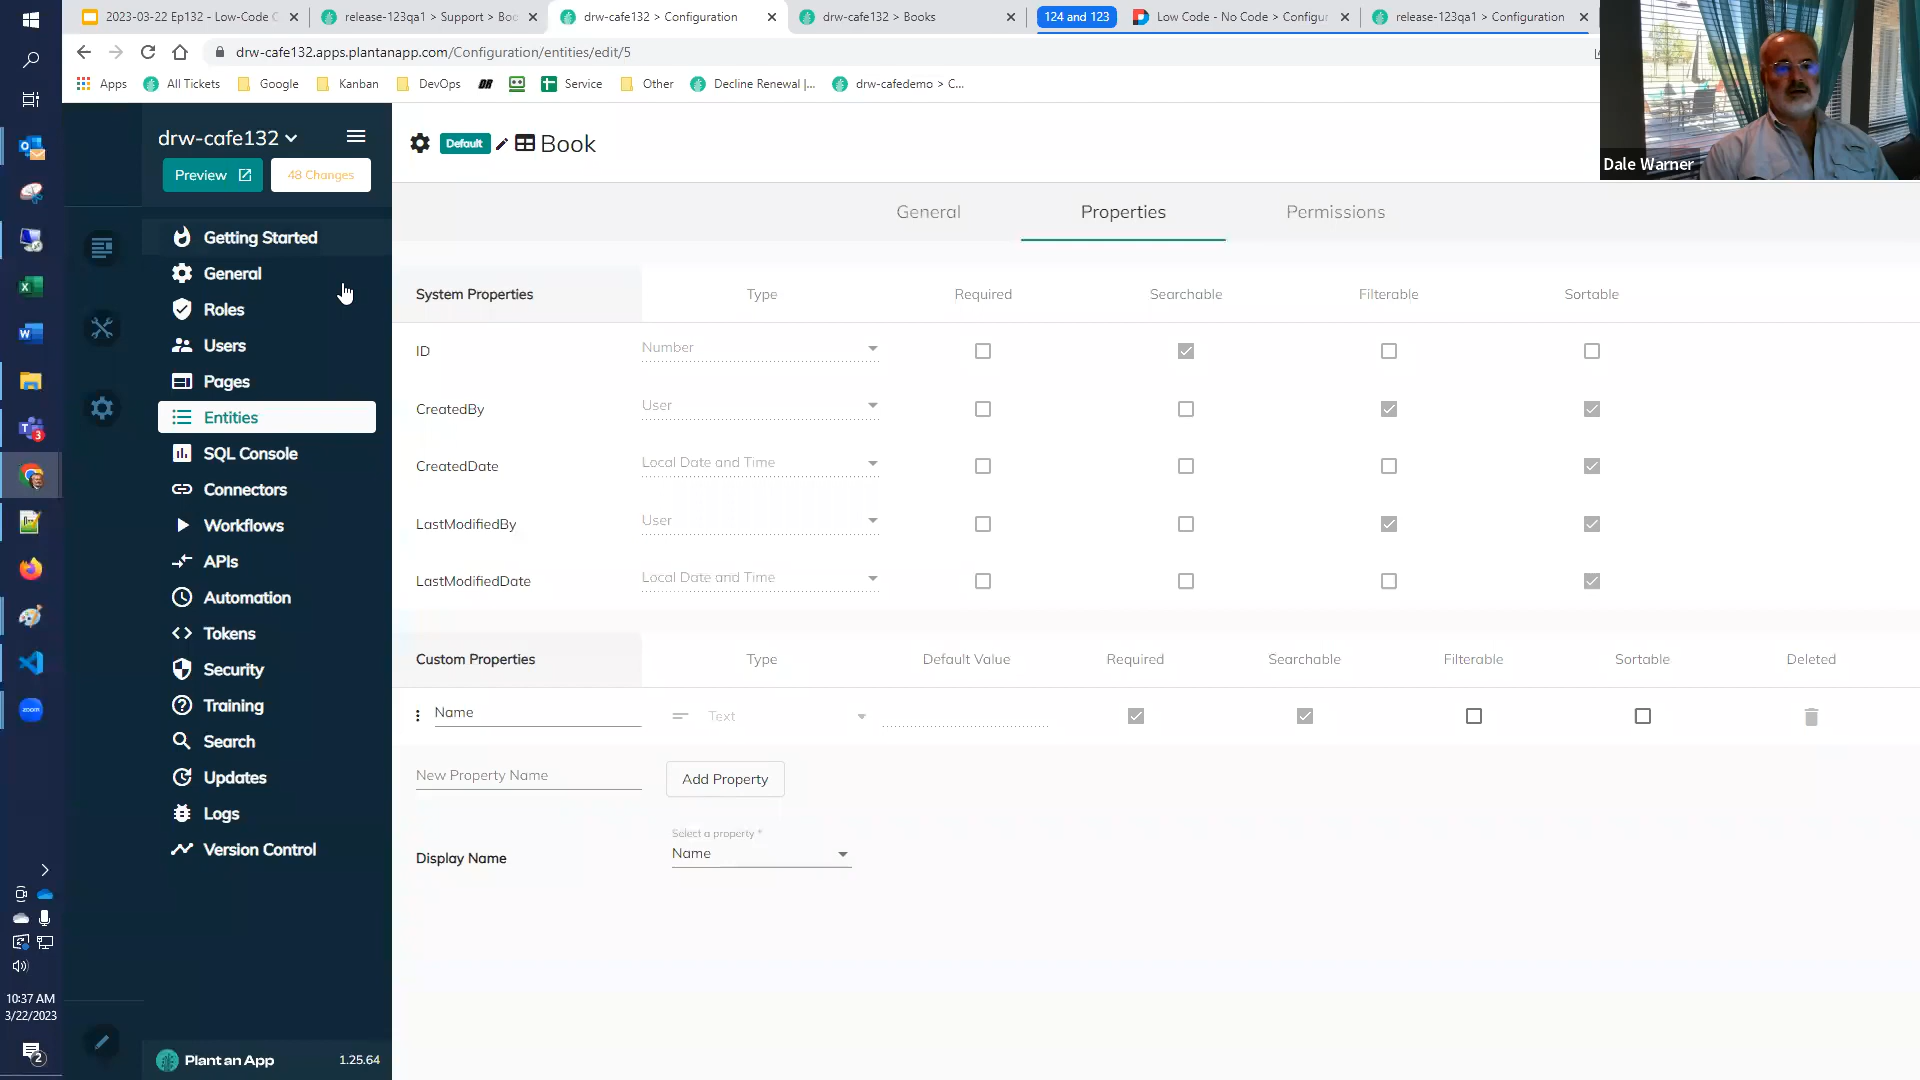 2023-03-22 Ep132 - Low-Code C
release-123qa1 > Support > Boo
drw-cafe132 > Configuration
drw-cafe132 > Books
124 and 123
Low Code - No Code > Configur
release-123qa1 > Configuration
drw-cafe132.apps.plantanapp.com/Configuration/entities/edit/5
Apps
All Tickets
Google
Kanban
DevOps
Service
Other
Decline Renewal |...
drw-cafedemo > C...
Dale Warner
drw-cafe132
Preview
48 Changes
Default
Book
General
Properties
Permissions
Getting Started
General
Roles
Users
Pages
Entities
SQL Console
Connectors
Workflows
APIs
Automation
Tokens
Security
Training
Search
Updates
Logs
Version Control
Plant an App
1.25.64
System Properties
Type
Required
Searchable
Filterable
Sortable
ID
Number
CreatedBy
User
CreatedDate
Local Date and Time
LastModifiedBy
User
LastModifiedDate
Local Date and Time
Custom Properties
Type
Default Value
Required
Searchable
Filterable
Sortable
Deleted
Name
Text
New Property Name
Add Property
Display Name
Select a property *
Name
10:37 AM
3/22/2023
2